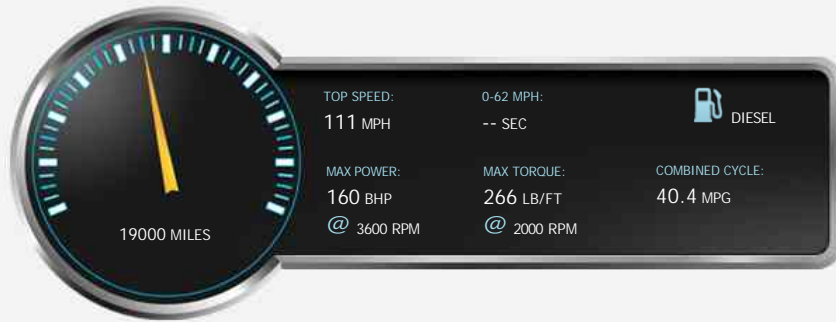 TOP SPEED:
111 MPH
0-62 MPH:
-- SEC
DIESEL
MAX POWER:
160 BHP
@ 3600 RPM
MAX TORQUE:
266 LB/FT
@ 2000 RPM
COMBINED CYCLE:
40.4 MPG
19000 MILES